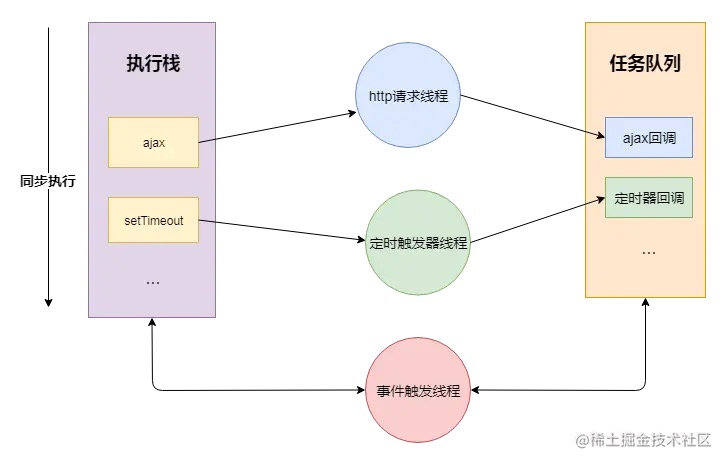 执行栈
任务队列
http请求线程
ajax
ajax回调
同步执行
定时器回调
setTimeout
定时触发器线程
...
...
事件触发线程
@稀土掘金技术社区